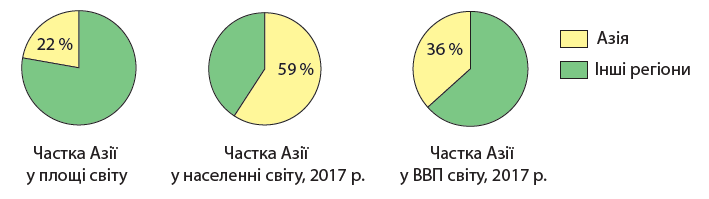 22 %
59 %
36 %
Азія
Інші регіони
Частка Азії
у площі світу
Частка Азії
у населенні світу, 2017 р.
Частка Азії
у ВВП світу, 2017 р.